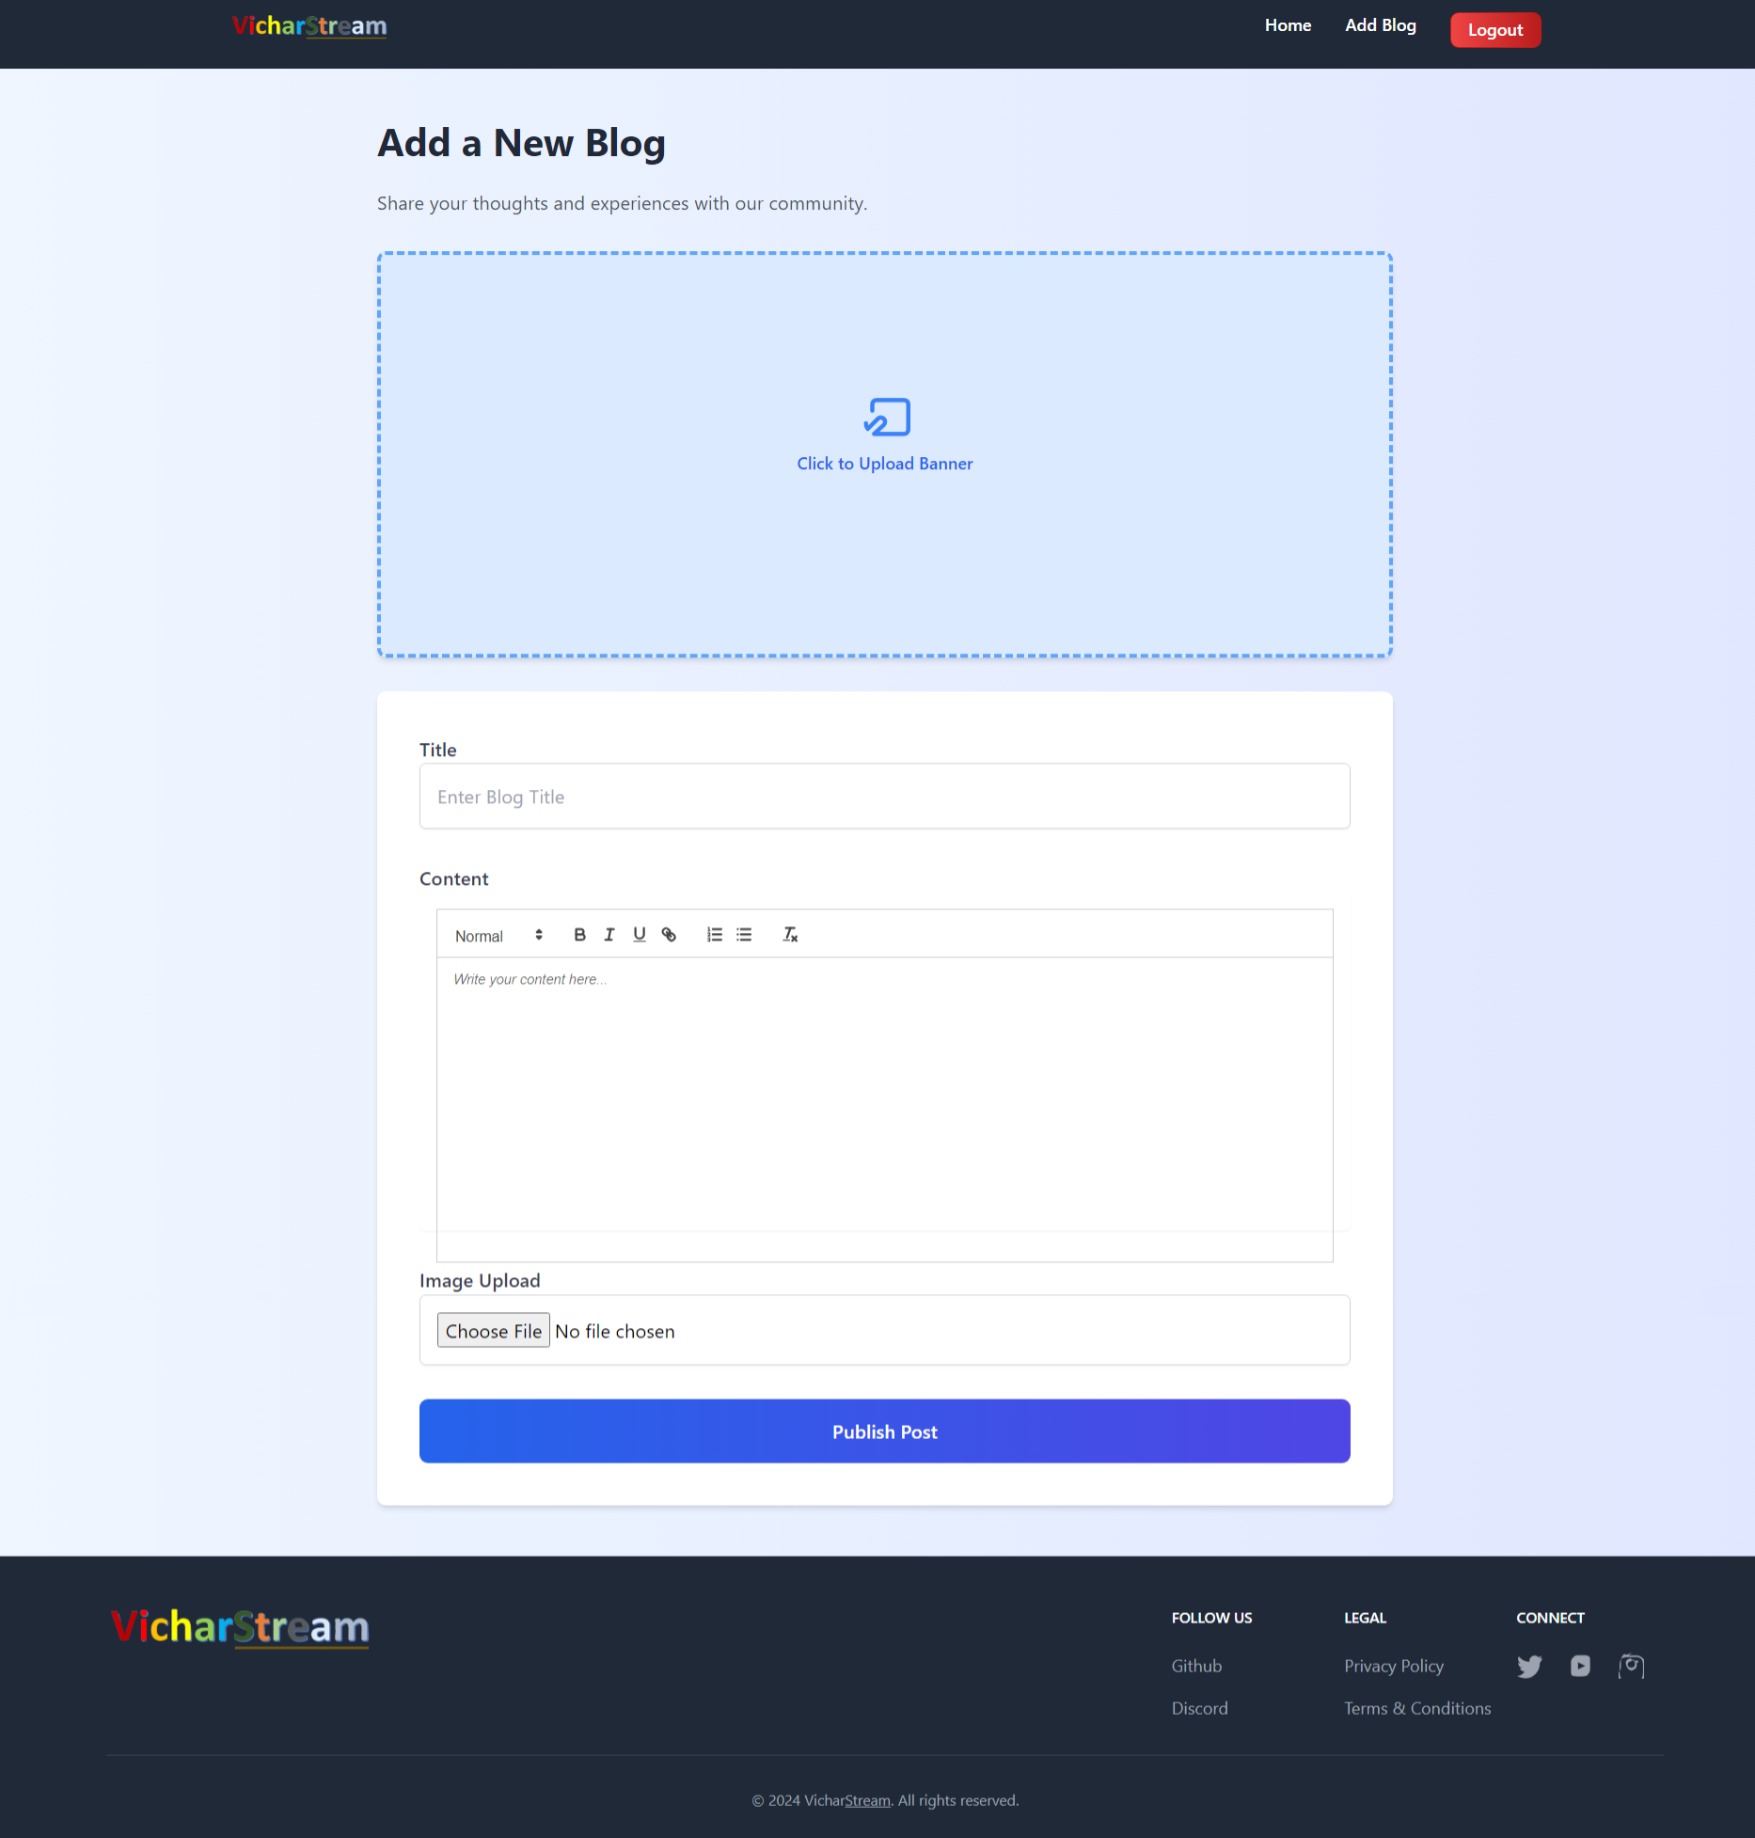 VicharStream
Home Add Blog Logout
Add a New Blog
Share your thoughts and experiences with our community.
Click to Upload Banner
Title
Enter Blog Title
Content
Normal B I U
Write your content here...
Image Upload
Choose File No file chosen
Publish Post
VicharStream
FOLLOW US LEGAL CONNECT
Github Privacy Policy
Discord Terms & Conditions
© 2024 VicharStream. All rights reserved.